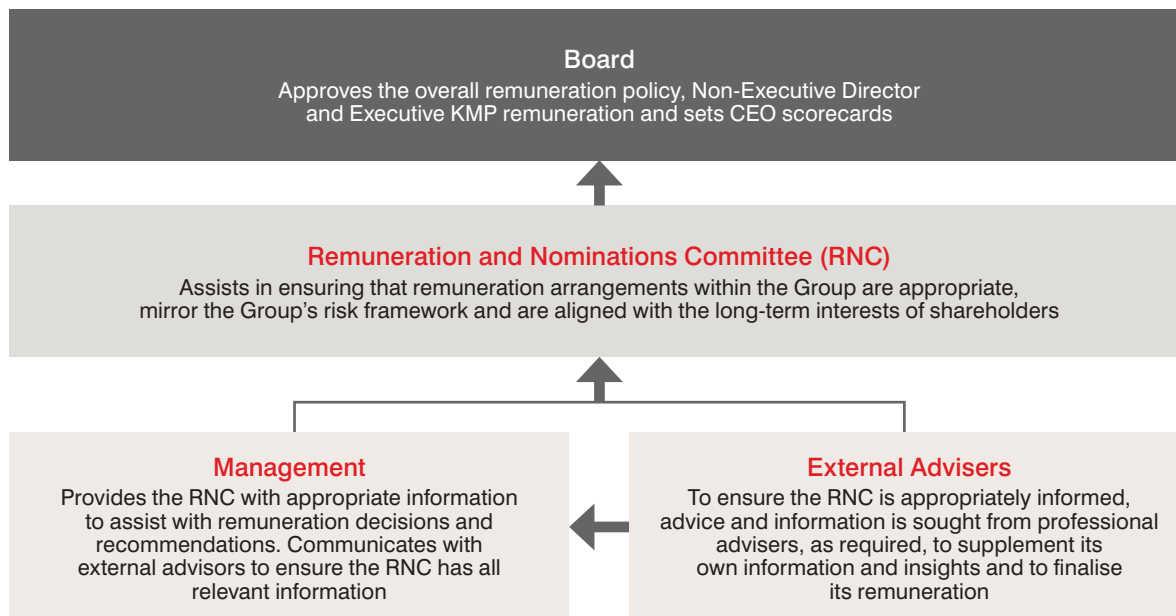 Board
Approves the overall remuneration policy, Non-Executive Director
and Executive KMP remuneration and sets CEO scorecards
Remuneration and Nominations Committee (RNC)
Assists in ensuring that remuneration arrangements within the Group are appropriate,
mirror the Group's risk framework and are aligned with the long-term interests of shareholders
Management
Provides the RNC with appropriate information
to assist with remuneration decisions and
recommendations. Communicates with
external advisors to ensure the RNC has all
relevant information
External Advisers
To ensure the RNC is appropriately informed,
advice and information is sought from professional
advisers, as required, to supplement its
own information and insights and to finalise
its remuneration